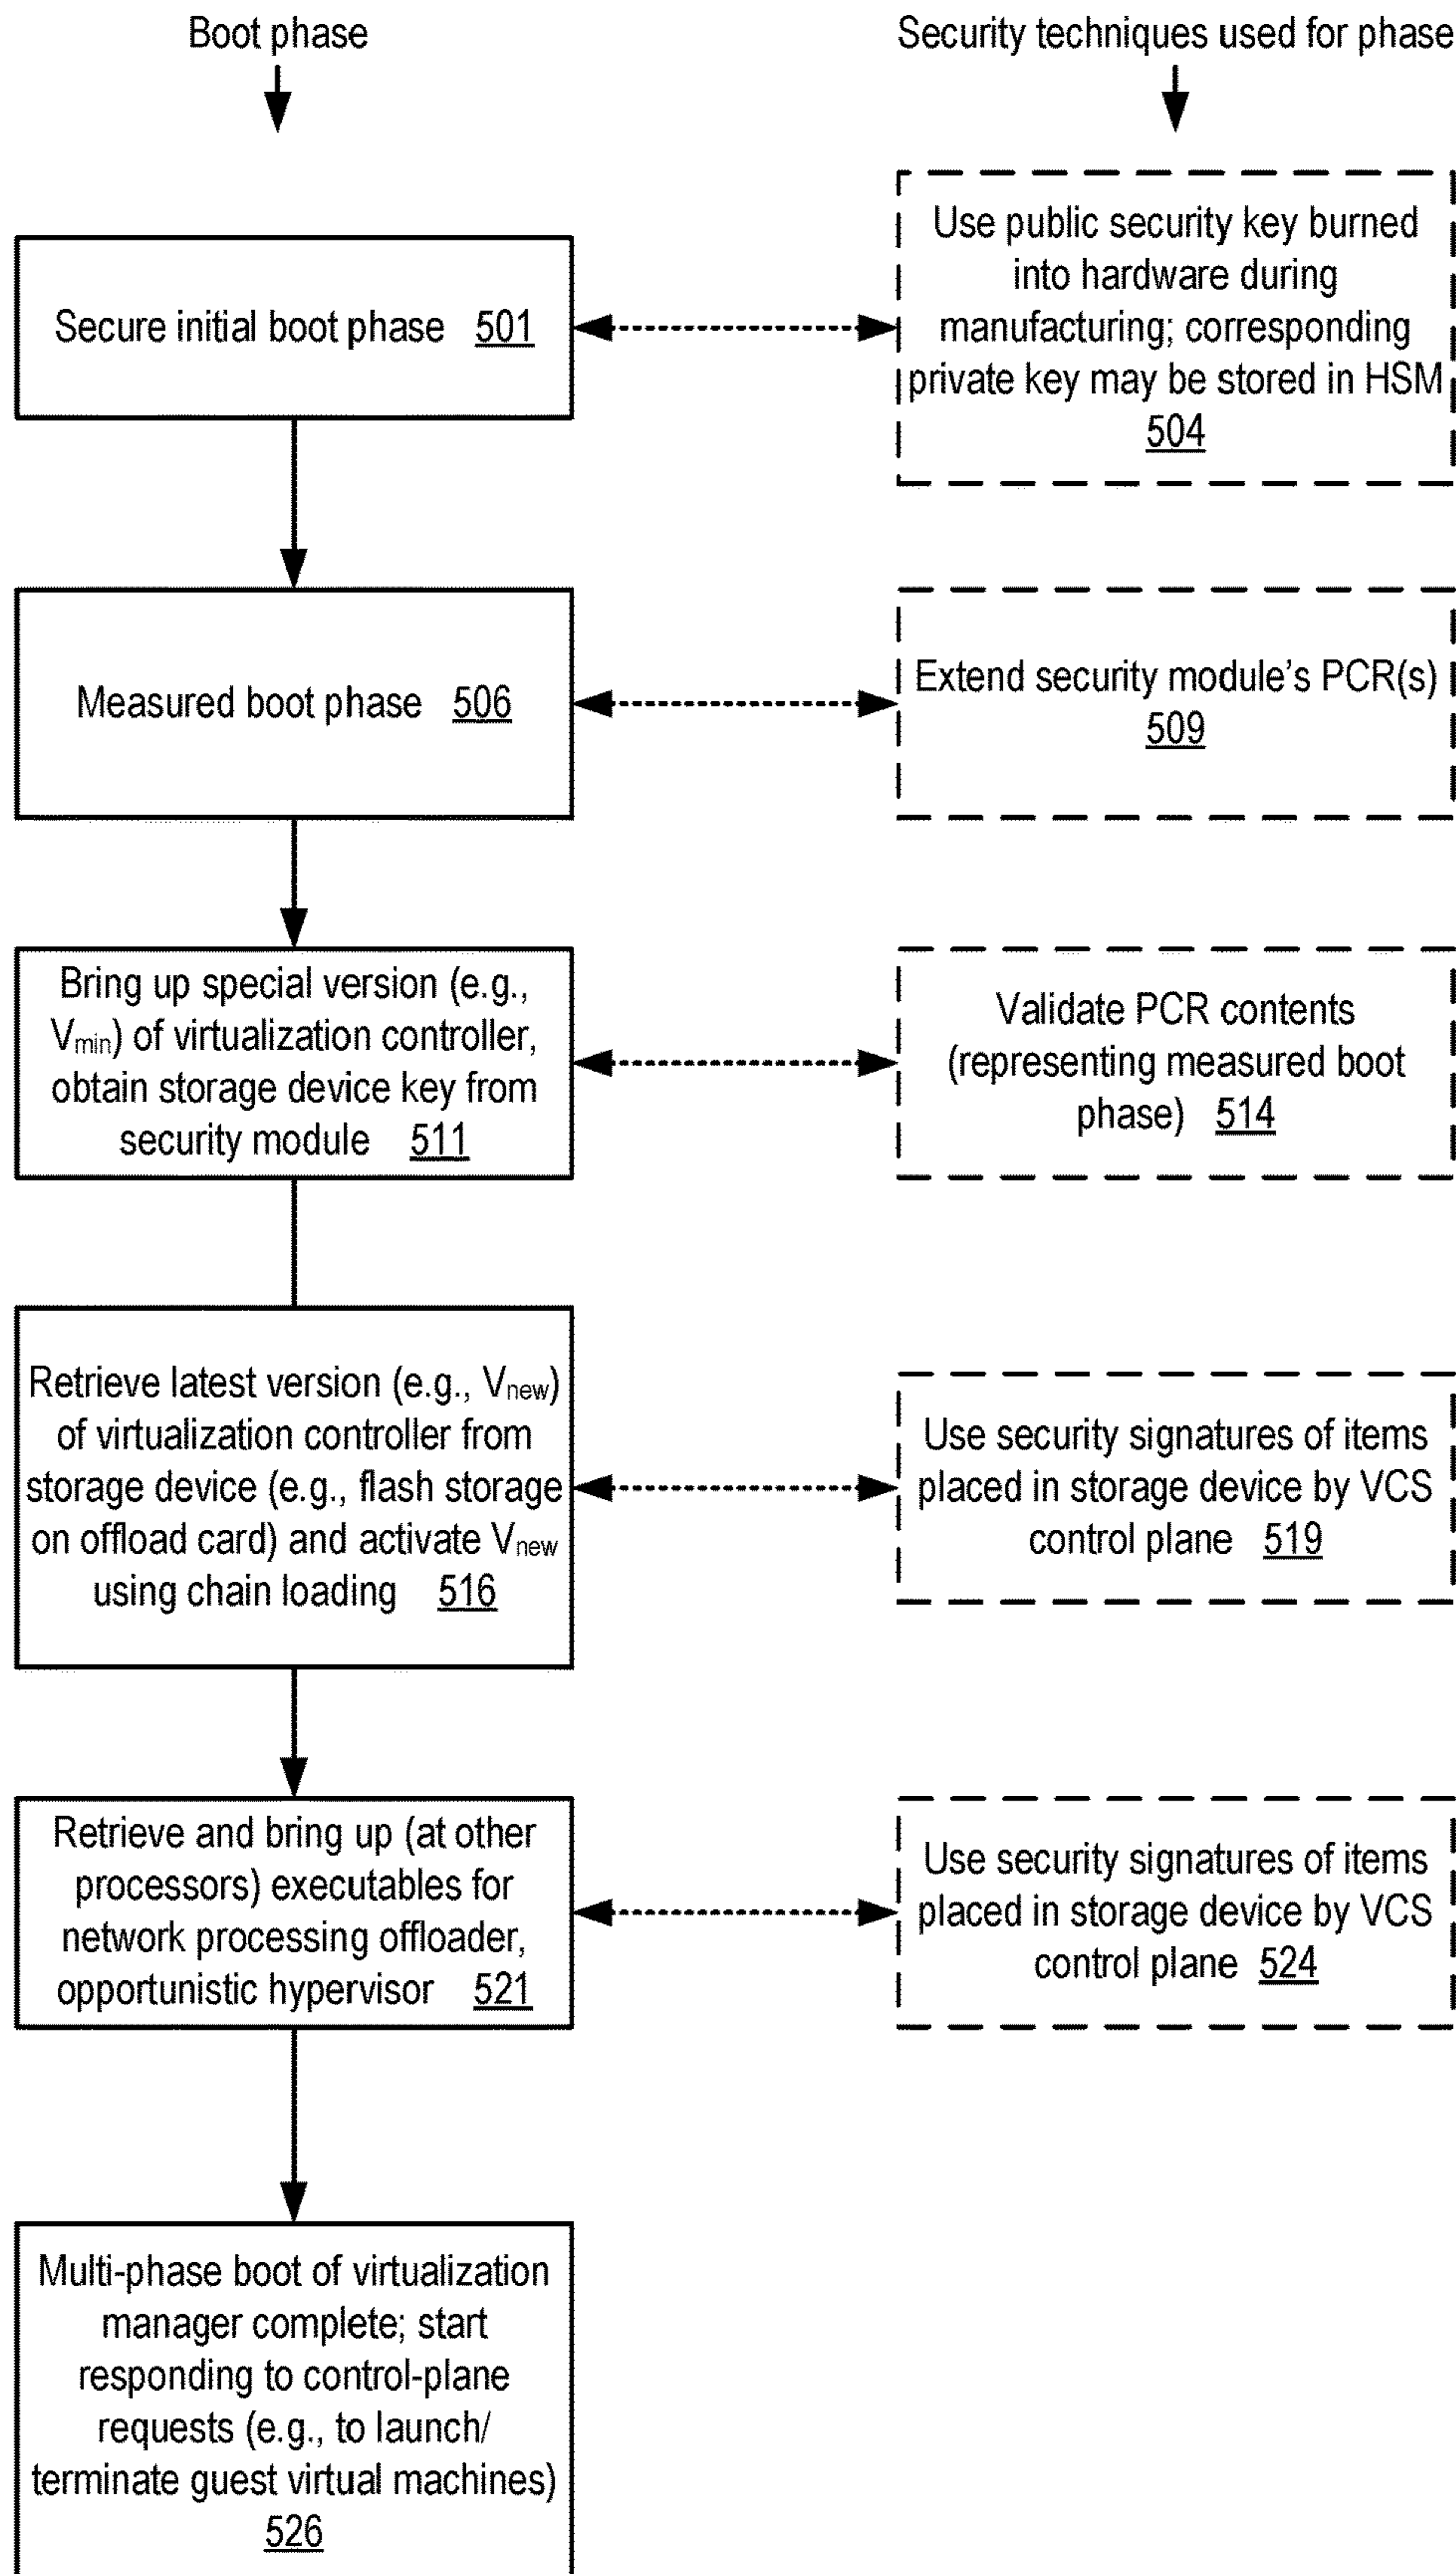 Boot phase
Security techniques used for phase
Secure initial boot phase 501
Use public security key burned
into hardware during
manufacturing; corresponding
private key may be stored in HSM
504
Measured boot phase 506
Extend security module's PCR(s)
509
Bring up special version (e.g.,
Vmin) of virtualization controller,
obtain storage device key from
security module 511
Validate PCR contents
(representing measured boot
phase) 514
Retrieve latest version (e.g., Vnew)
of virtualization controller from
storage device (e.g., flash storage
on offload card) and activate Vnew
using chain loading 516
Use security signatures of items
placed in storage device by VCS
control plane 519
Retrieve and bring up (at other
processors) executables for
network processing offloader,
opportunistic hypervisor 521
Use security signatures of items
placed in storage device by VCS
control plane 524
Multi-phase boot of virtualization
manager complete; start
responding to control-plane
requests (e.g., to launch/
terminate guest virtual machines)
526